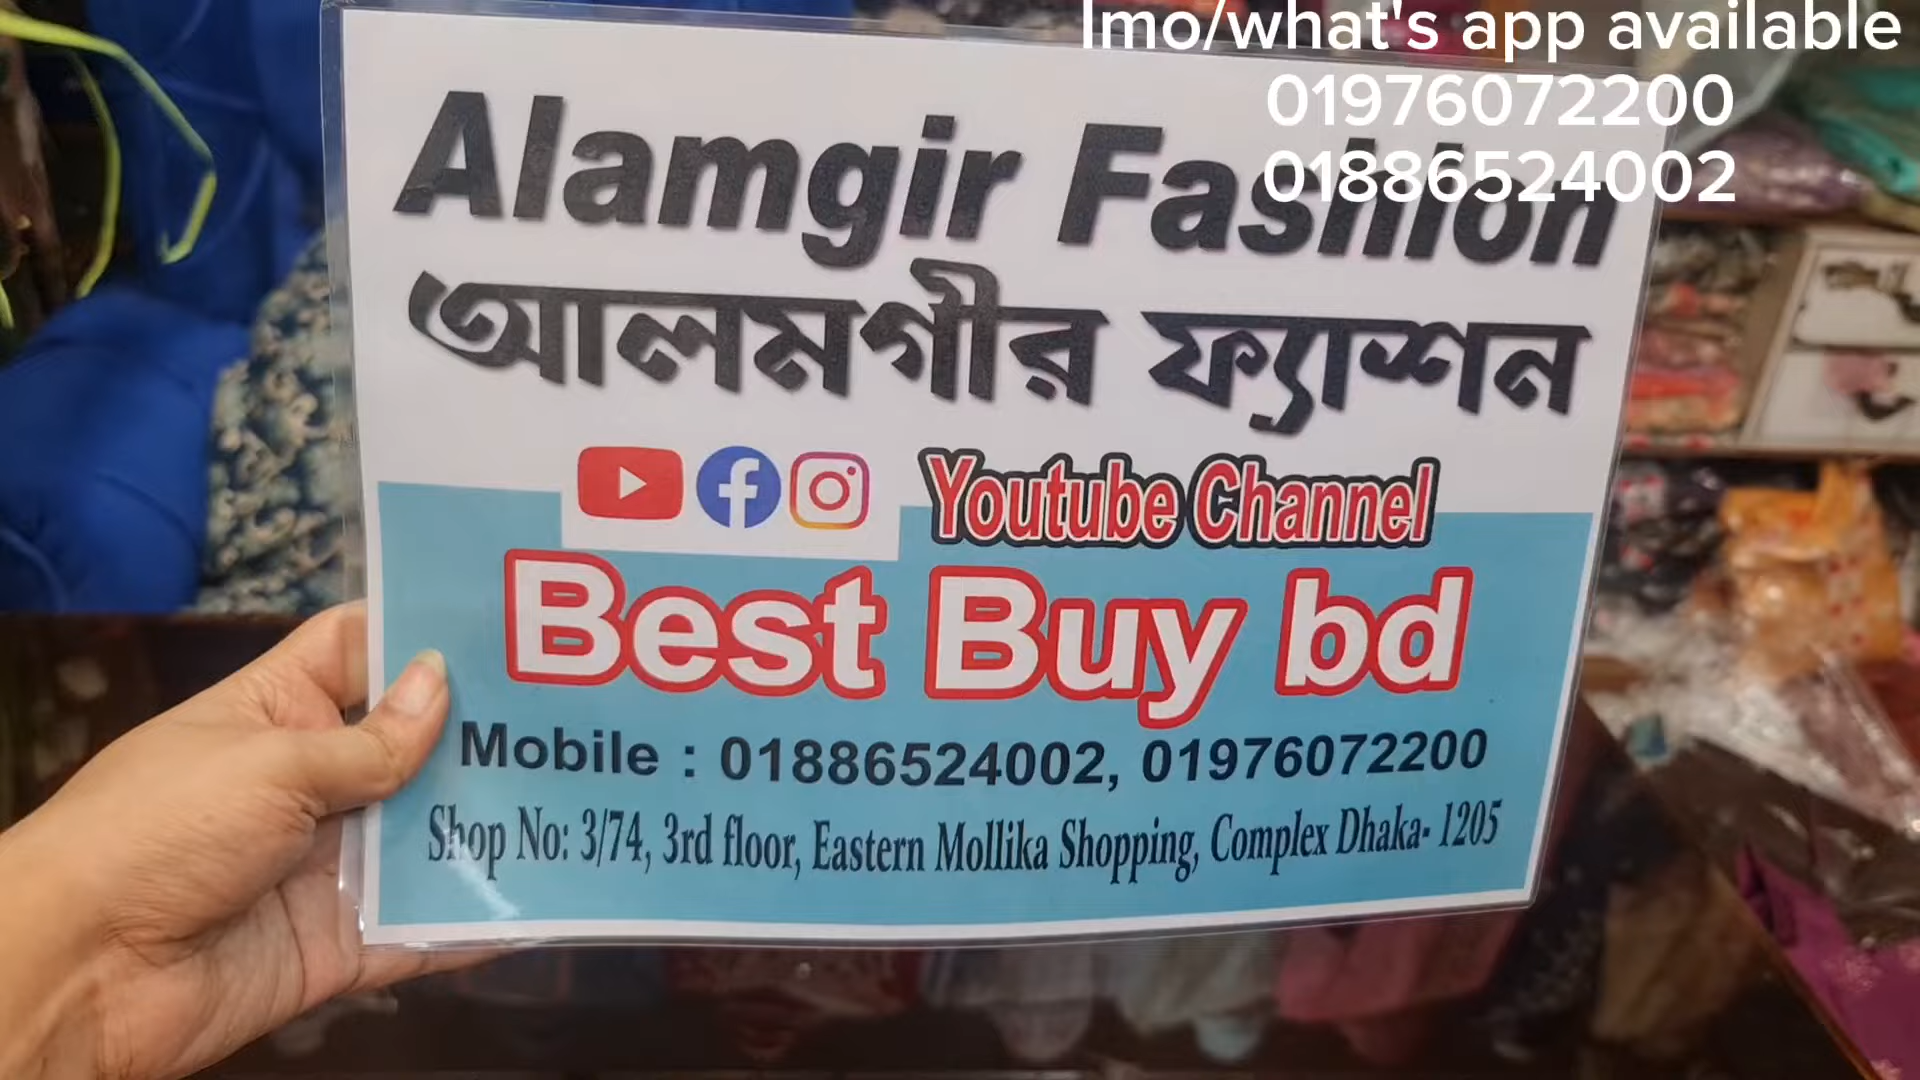 Imo/what's app available
01976072200
01886524002
Alamgir Fashion
আলমগীর ফ্যাশন
Youtube Channel
Best Buy bd
Mobile : 01886524002, 01976072200
Shop No: 3/74, 3rd floor, Eastern Mollika Shopping, Complex Dhaka- 1205